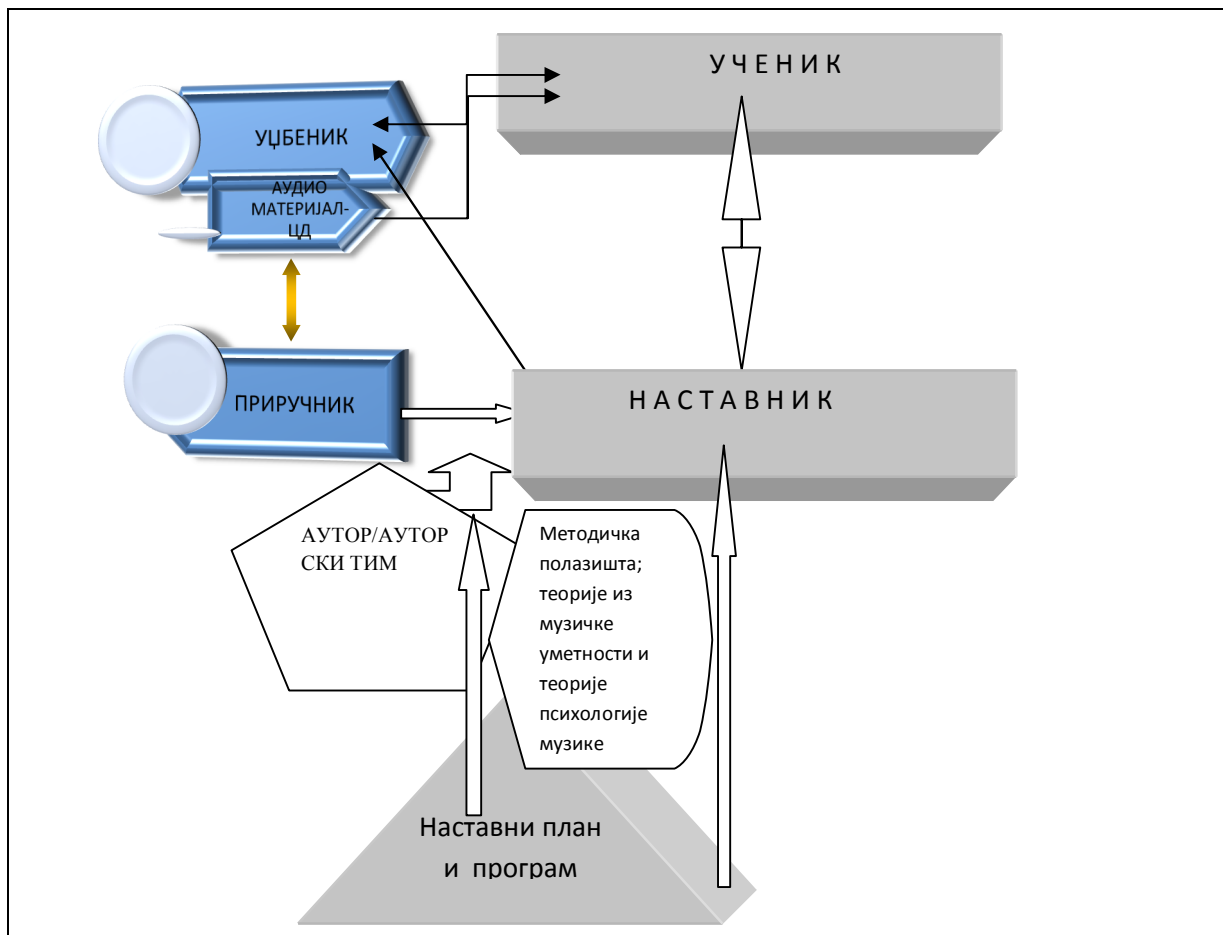 У Ч Е Н И К
УЏБЕНИК
АУДИО
МАТЕРИЈАЛ-
ЦД
ПРИРУЧНИК
Н А С Т А В Н И К
АУТОР/АУТОР
СКИ ТИМ
Методичка
полазишта;
теорије из
музичке
уметности и
теорије
психологије
музике
Наставни план
и програм